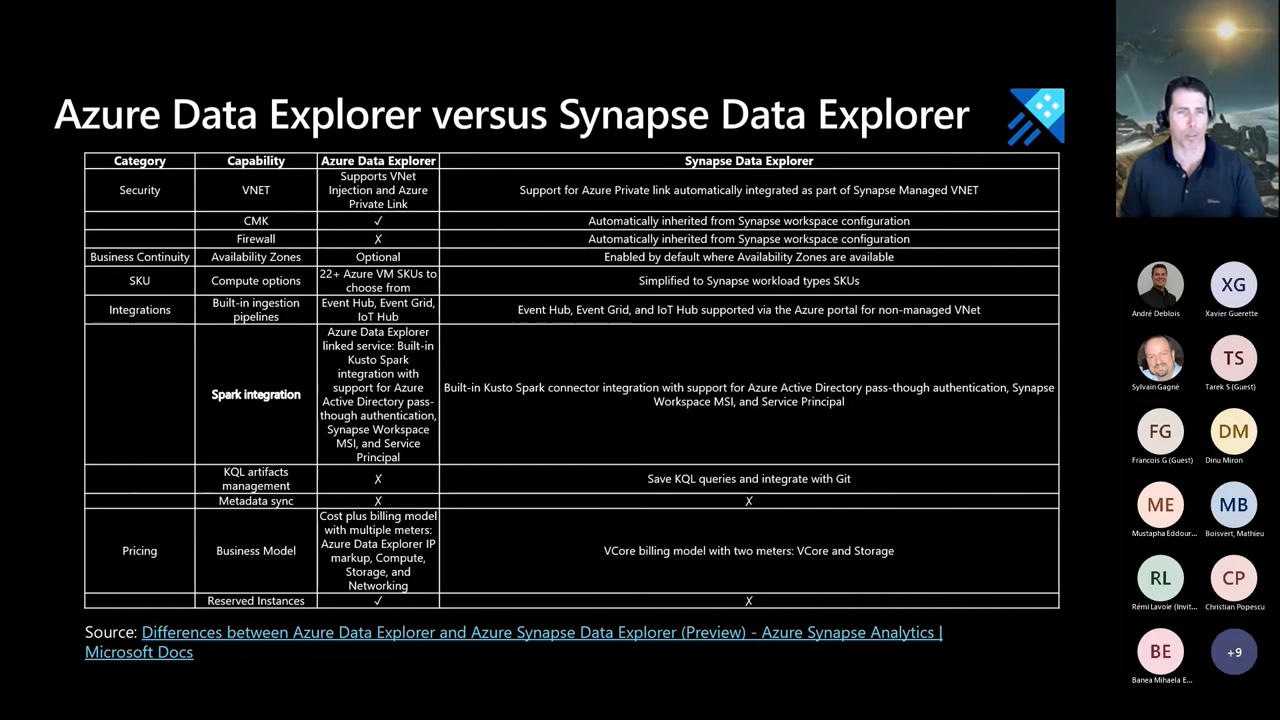 Azure Data Explorer versus Synapse Data Explorer
Category Capability Azure Data Explorer Synapse Data Explorer
Security VNET Supports VNet Injection and Azure Private Link Support for Azure Private link automatically integrated as part of Synapse Managed VNET
CMK ✓ Automatically inherited from Synapse workspace configuration
Firewall ✗ Automatically inherited from Synapse workspace configuration
Business Continuity Availability Zones Optional Enabled by default where Availability Zones are available
SKU Compute options 22+ Azure VM SKUs to choose from Simplified to Synapse workload types SKUs
Integrations Built-in ingestion pipelines Event Hub, Event Grid, IoT Hub Event Hub, Event Grid, and IoT Hub supported via the Azure portal for non-managed VNet
Spark integration Azure Data Explorer linked service: Built-in Kusto Spark integration with support for Azure Active Directory pass-though authentication, Synapse Workspace MSI, and Service Principal Built-in Kusto Spark connector integration with support for Azure Active Directory pass-though authentication, Synapse Workspace MSI, and Service Principal
KQL artifacts management ✗ Save KQL queries and integrate with Git
Metadata sync ✗ ✗
Pricing Business Model Cost plus billing model with multiple meters: Azure Data Explorer IP markup, Compute, Storage, and Networking VCore billing model with two meters: VCore and Storage
Reserved Instances ✓ ✗
Source: Differences between Azure Data Explorer and Azure Synapse Data Explorer (Preview) - Azure Synapse Analytics |
Microsoft Docs
XG
André Deblois Xavier Guerette
TS
Sylvain Gagné Tarek S (Guest)
FG DM
Francois G (Guest) Dinu Miron
ME MB
Mustapha Eddour... Boisvert, Mathieu
RL CP
Rémi Lavoie (Invit... Christian Popescu
BE +9
Banea Mihaela E...